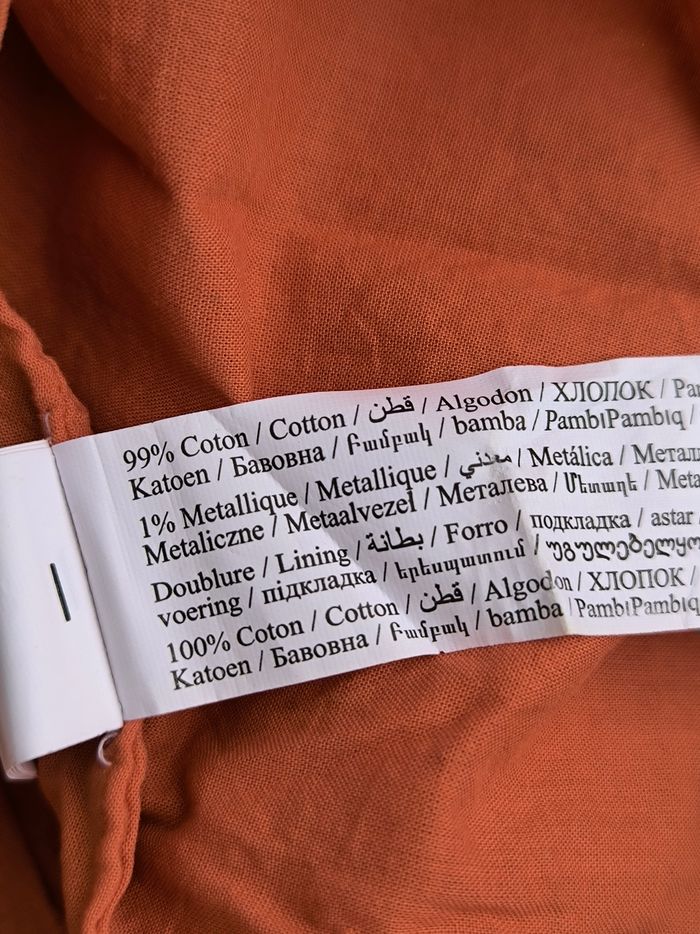 99% Coton / Cotton / قطن / Algodon / ХЛОПОК / Pa
Katoen / Бавовна / Բամբակ / bamba / PambıPambıq
1% Metallique / Metallique / معدني / Metálica / Метал
Metaliczne / Metaalvezel / Металева / Մետաղե / Meta
Doublure / Lining / بطانة / Forro / подкладка / astar
voering / підкладка / երեսպատում / უგულებელყო
100% Coton / Cotton / قطن / Algodon / ХЛОПОК /
Katoen / Бавовна / Բամբակ / bamba / PambıPambıq